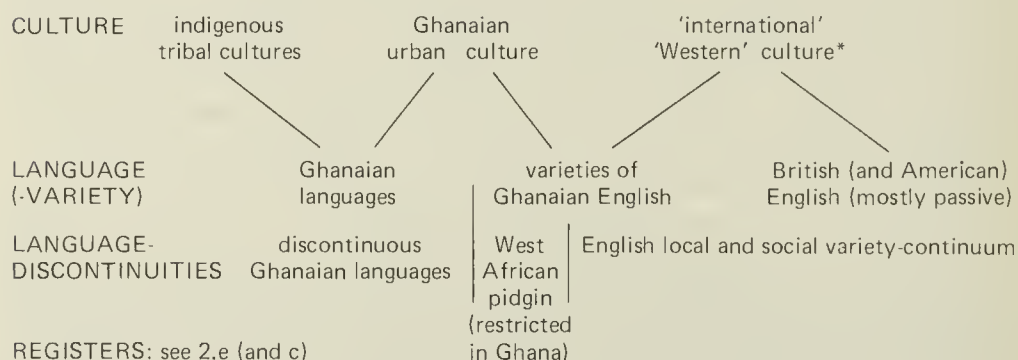 CULTURE indigenous Ghanaian 'international'
tribal cultures urban culture 'Western' culture*
LANGUAGE Ghanaian varieties of British (and American)
(-VARIETY) languages Ghanaian English English (mostly passive)
LANGUAGE- discontinuous West English local and social variety-continuum
DISCONTINUITIES Ghanaian languages African
pidgin
(restricted
REGISTERS: see 2.e (and c) in Ghana)